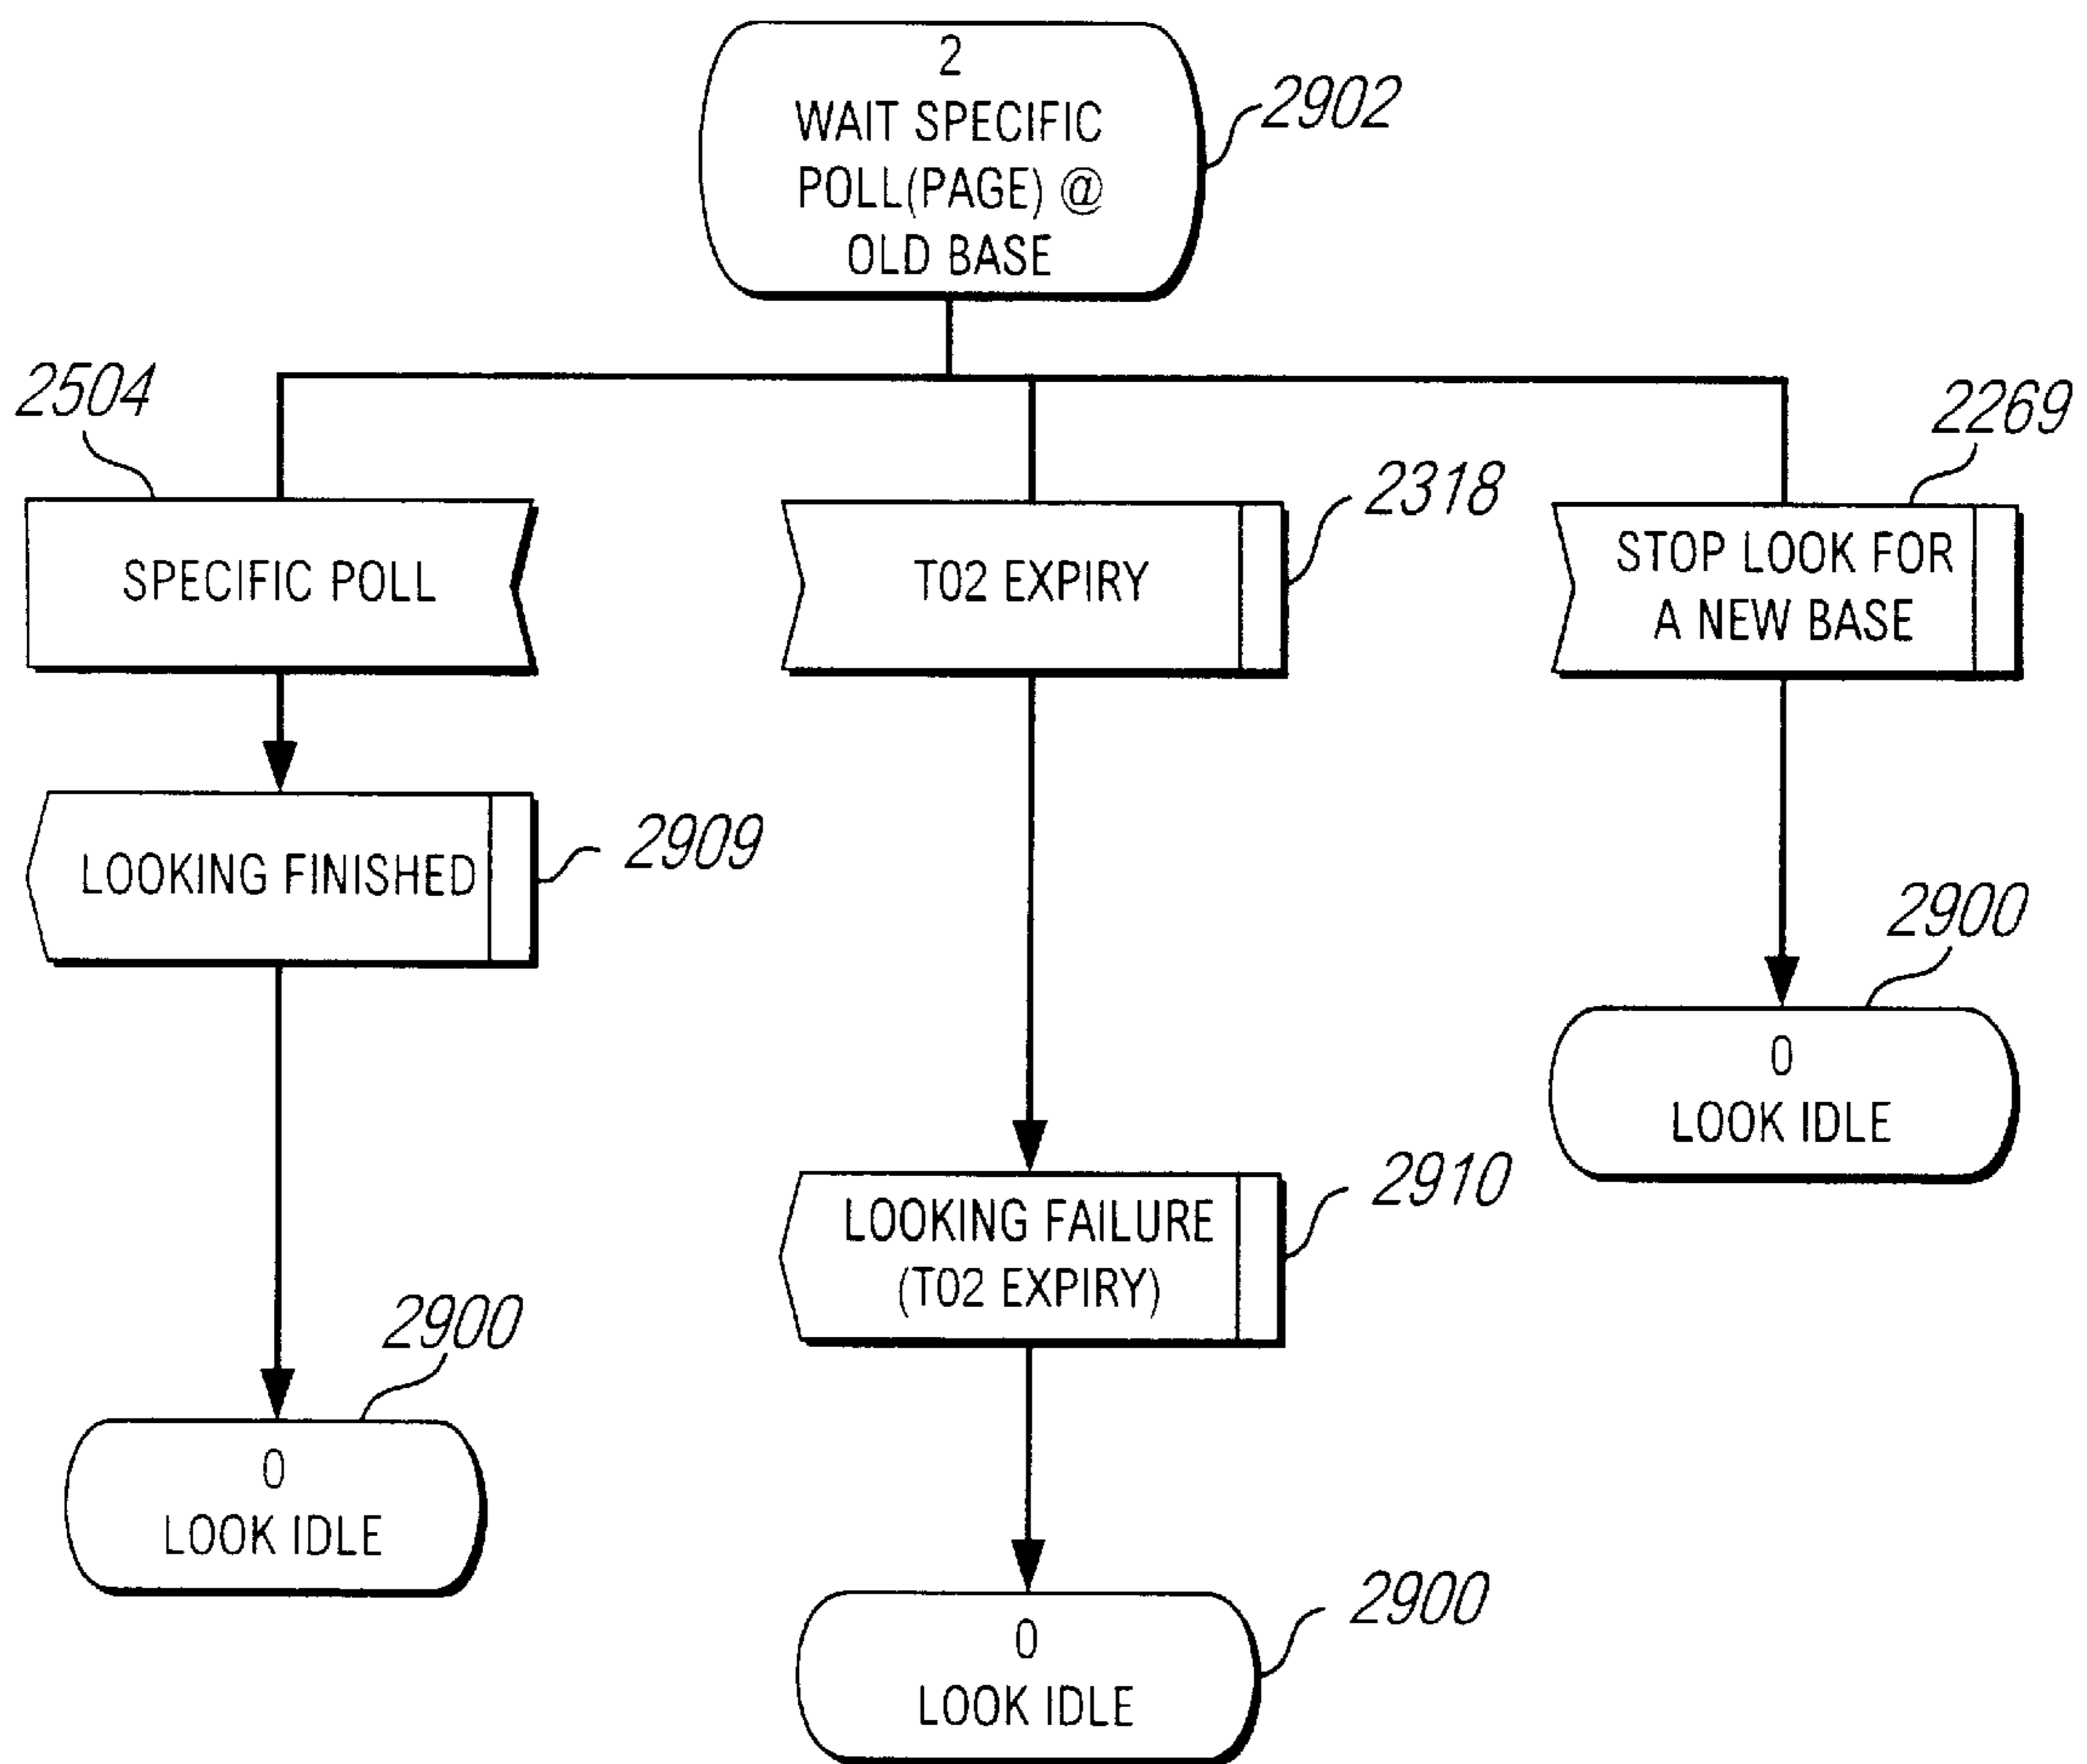 2
WAIT SPECIFIC
POLL(PAGE) @
OLD BASE
2902
2504
SPECIFIC POLL
2318
T02 EXPIRY
2269
STOP LOOK FOR
A NEW BASE
LOOKING FINISHED
2909
2900
0
LOOK IDLE
LOOKING FAILURE
(T02 EXPIRY)
2910
2900
0
LOOK IDLE
2900
0
LOOK IDLE